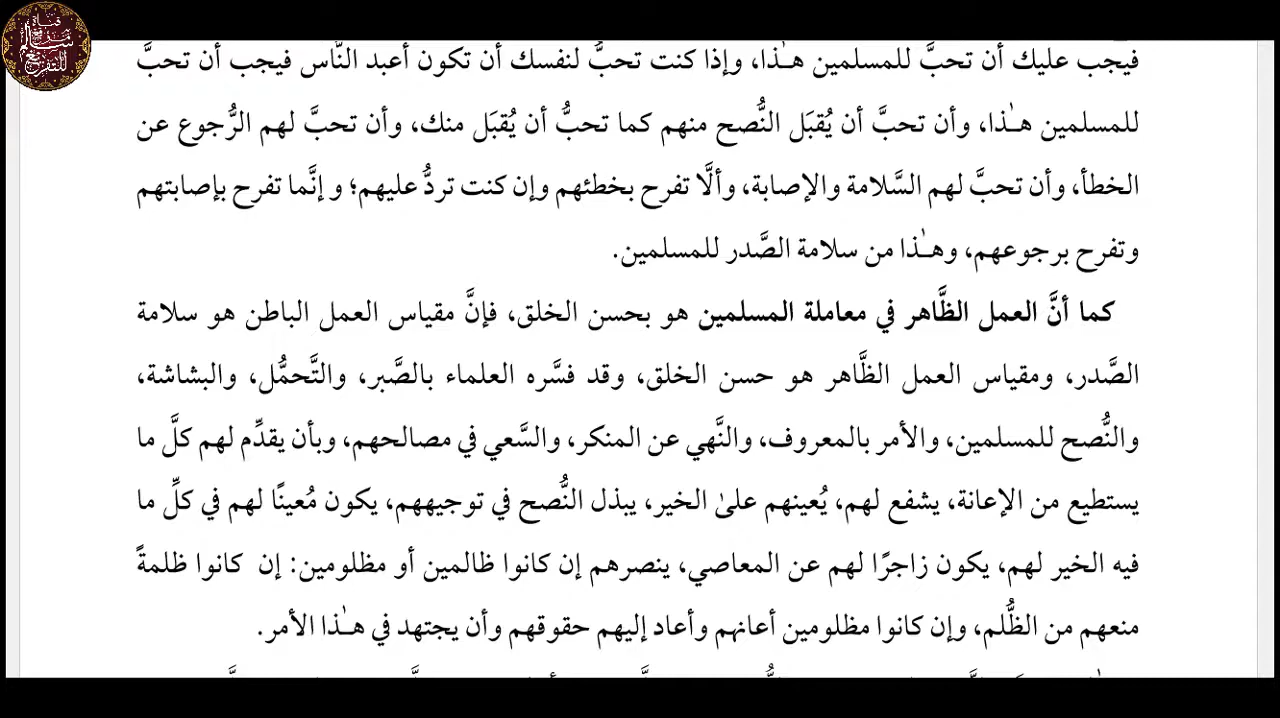 قناة
سالم
للتفريغ
فيجب عليك أن تحبَّ للمسلمين هـٰذا، وإذا كنت تحبُّ لنفسك أن تكون أعبد النَّاس فيجب أن تحبَّ
للمسلمين هـٰذا، وأن تحبَّ أن يُقبَل النُّصح منهم كما تحبُّ أن يُقبَل منك، وأن تحبَّ لهم الرُّجوع عن
الخطأ، وأن تحبَّ لهم السَّلامة والإصابة، وألَّا تفرح بخطئهم وإن كنت تردُّ عليهم؛ وإنَّما تفرح بإصابتهم
وتفرح برجوعهم، وهـٰذا من سلامة الصَّدر للمسلمين.
كما أنَّ العمل الظَّاهر في معاملة المسلمين هو بحسن الخلق، فإنَّ مقياس العمل الباطن هو سلامة
الصَّدر، ومقياس العمل الظَّاهر هو حسن الخلق، وقد فسَّره العلماء بالصَّبر، والتَّحمُّل، والبشاشة،
والنُّصح للمسلمين، والأمر بالمعروف، والنَّهي عن المنكر، والسَّعي في مصالحهم، وبأن يقدِّم لهم كلَّ ما
يستطيع من الإعانة، يشفع لهم، يُعينهم علىٰ الخير، يبذل النُّصح في توجيههم، يكون مُعينًا لهم في كلِّ ما
فيه الخير لهم، يكون زاجرًا لهم عن المعاصي، ينصرهم إن كانوا ظالمين أو مظلومين: إن كانوا ظلمةً
منعهم من الظُّلم، وإن كانوا مظلومين أعانهم وأعاد إليهم حقوقهم وأن يجتهد في هـٰذا الأمر.